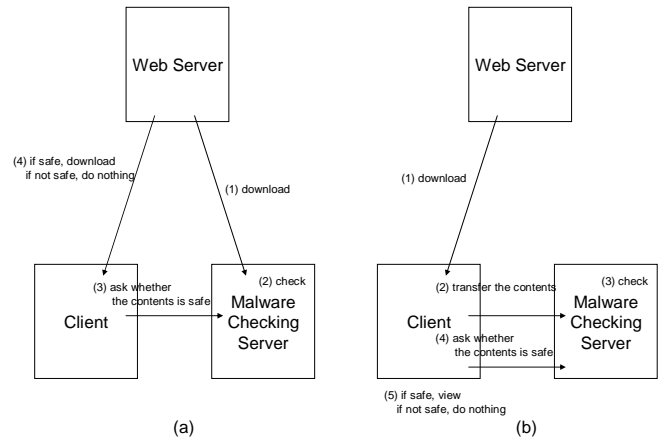 Web Server
(4) if safe, download
if not safe, do nothing
(1) download
(3) ask whether
the contents is safe
(2) check
Client
Malware
Checking
Server
(a)
Web Server
(1) download
(2) transfer the contents
(3) check
Client
Malware
Checking
Server
(4) ask whether
the contents is safe
(5) if safe, view
if not safe, do nothing
(b)